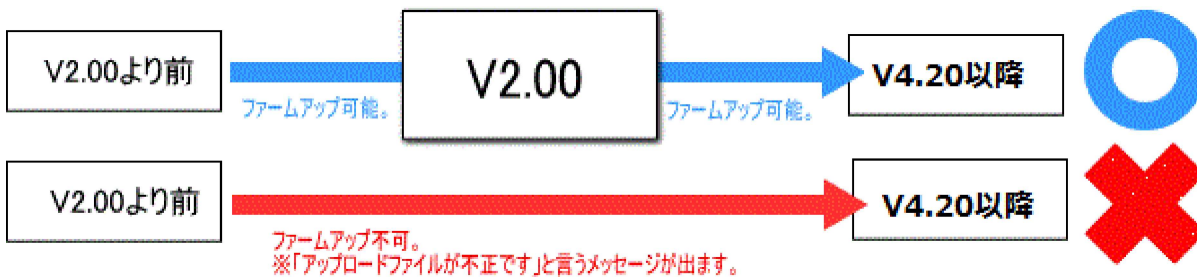 V2.00より前
ファームアップ可能。
V2.00
ファームアップ可能。
V4.20以降
V2.00より前
ファームアップ不可。
※「アップロードファイルが不正です」と言うメッセージが出ます。
V4.20以降